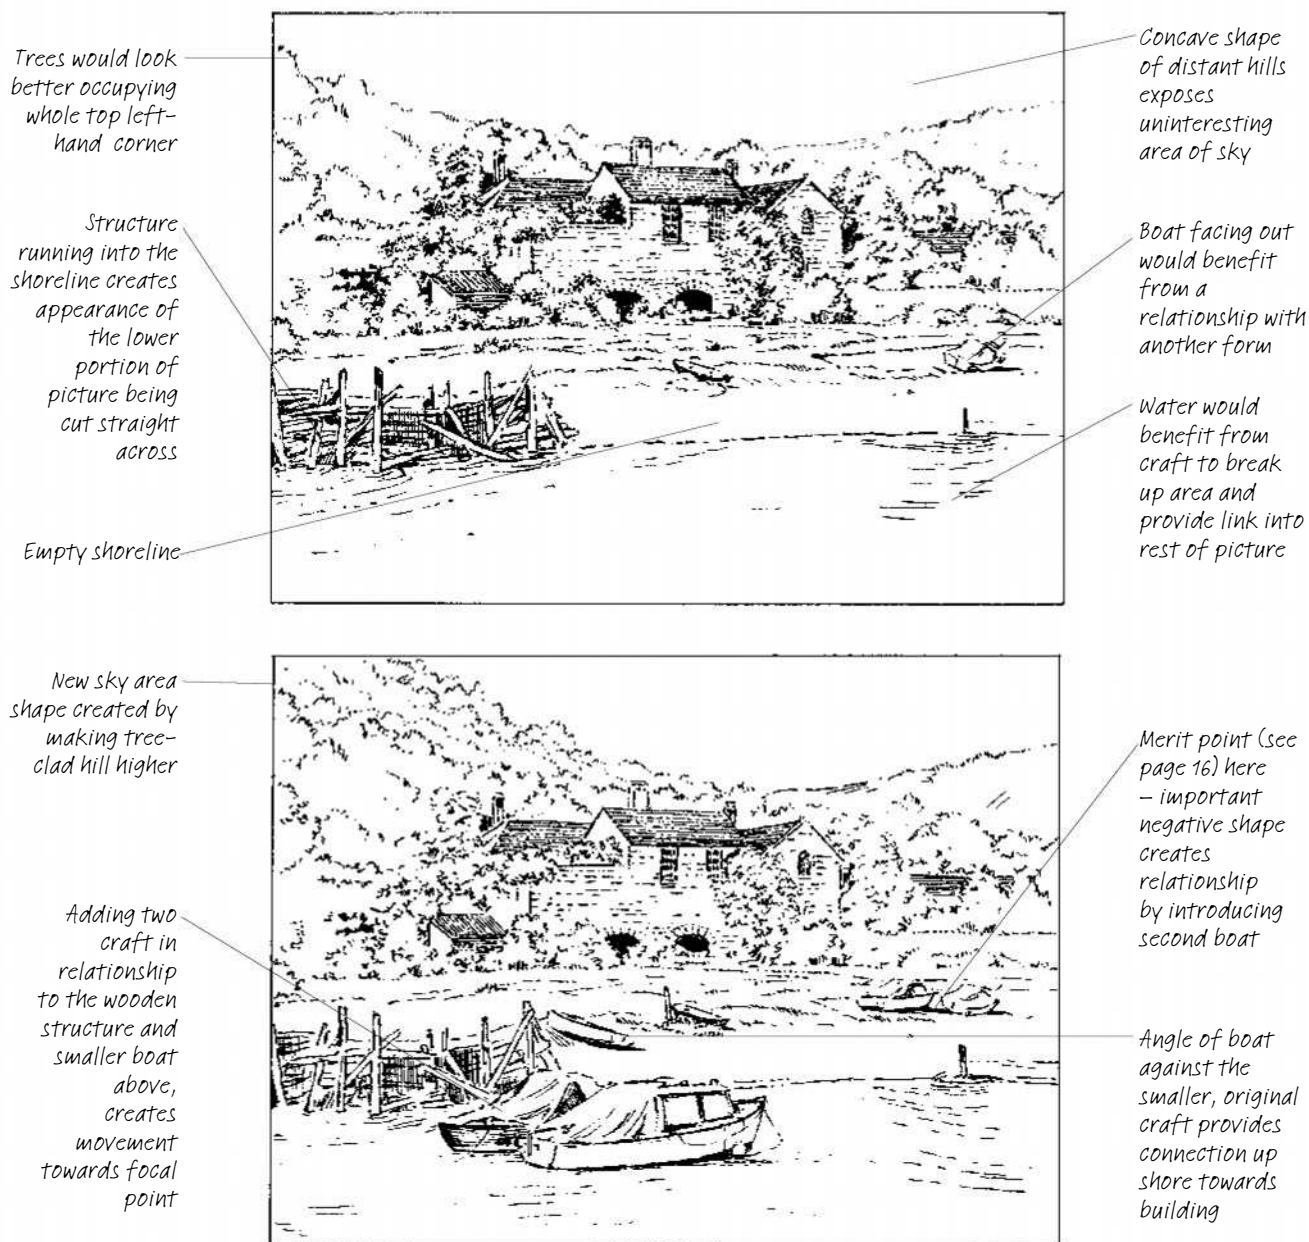 Trees would look
better occupying
whole top left-
hand corner
Structure
running into the
shoreline creates
appearance of
the lower
portion of
picture being
cut straight
across
Empty shoreline
Concave shape
of distant hills
exposes
uninteresting
area of sky
Boat facing out
would benefit
from a
relationship with
another form
Water would
benefit from
craft to break
up area and
provide link into
rest of picture
New sky area
shape created by
making tree-
clad hill higher
Adding two
craft in
relationship
to the wooden
structure and
smaller boat
above,
creates
movement
towards focal
point
Merit point (see
page 16) here
– important
negative shape
creates
relationship
by introducing
second boat
Angle of boat
against the
smaller, original
craft provides
connection up
shore towards
building